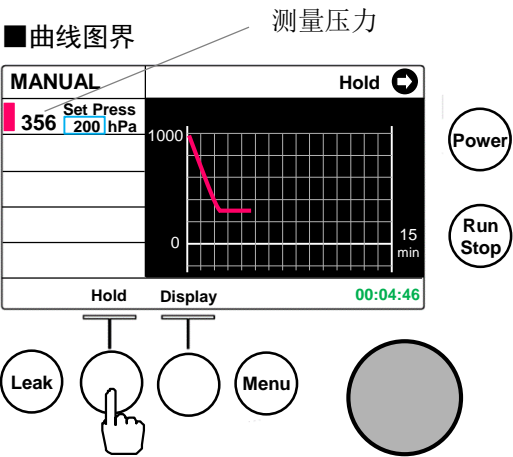 测量压力
■曲线图界
MANUAL
Hold
356
Set Press
200 hPa
1000
0
15
min
Power
Run
Stop
Hold
Display
00:04:46
Leak
Menu